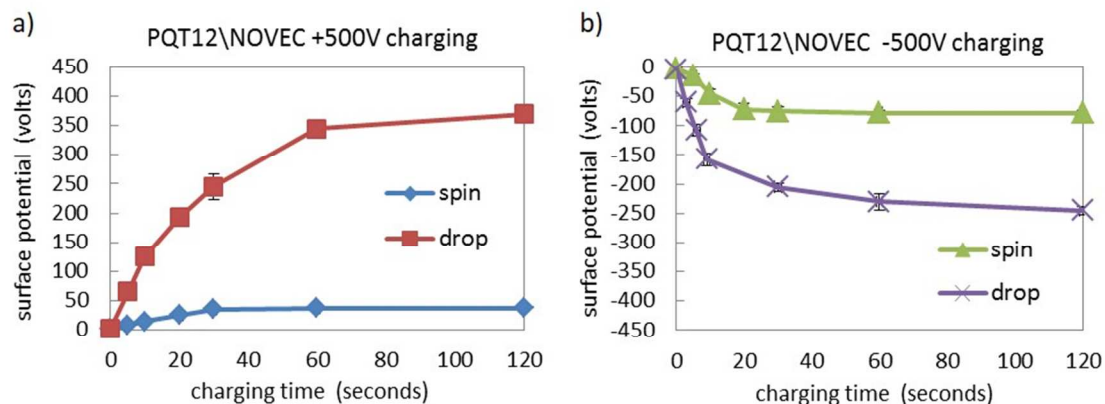 a)
PQT12\NOVEC +500V charging
surface potential (volts)
450
400
350
300
250
200
150
100
50
0
spin
drop
0 20 40 60 80 100 120
charging time (seconds)
b)
PQT12\NOVEC -500V charging
surface potential (volts)
0
-50
-100
-150
-200
-250
-300
-350
-400
-450
spin
drop
0 20 40 60 80 100 120
charging time (seconds)